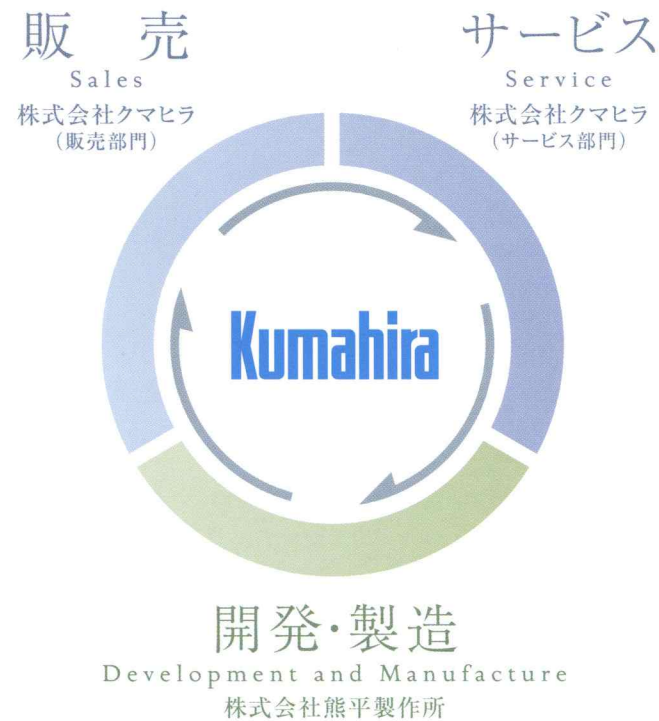 販 売
Sales
株式会社クマヒラ
（販売部門）
サービス
Service
株式会社クマヒラ
（サービス部門）
Kumahira
開発・製造
Development and Manufacture
株式会社熊平製作所